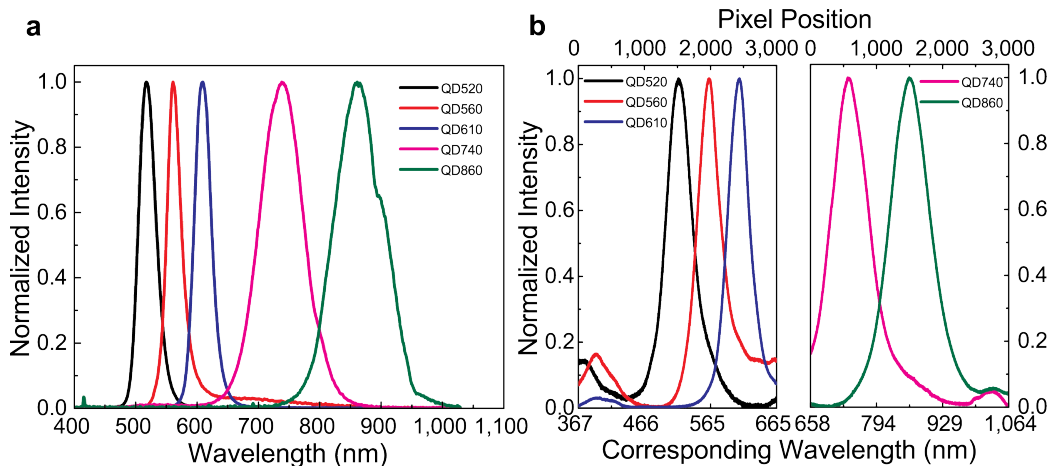 a
Normalized Intensity
1.0
0.8
0.6
0.4
0.2
0.0
QD520
QD560
QD610
QD740
QD860
400 500 600 700 800 900 1,000 1,100
Wavelength (nm)
b
Pixel Position
0 1,000 2,000 3,000
0 1,000 2,000 3,000
Normalized Intensity
1.0
0.8
0.6
0.4
0.2
0.0
QD520
QD560
QD610
QD740
QD860
1.0
0.8
0.6
0.4
0.2
0.0
367 466 565 665
658 794 929 1,064
Corresponding Wavelength (nm)